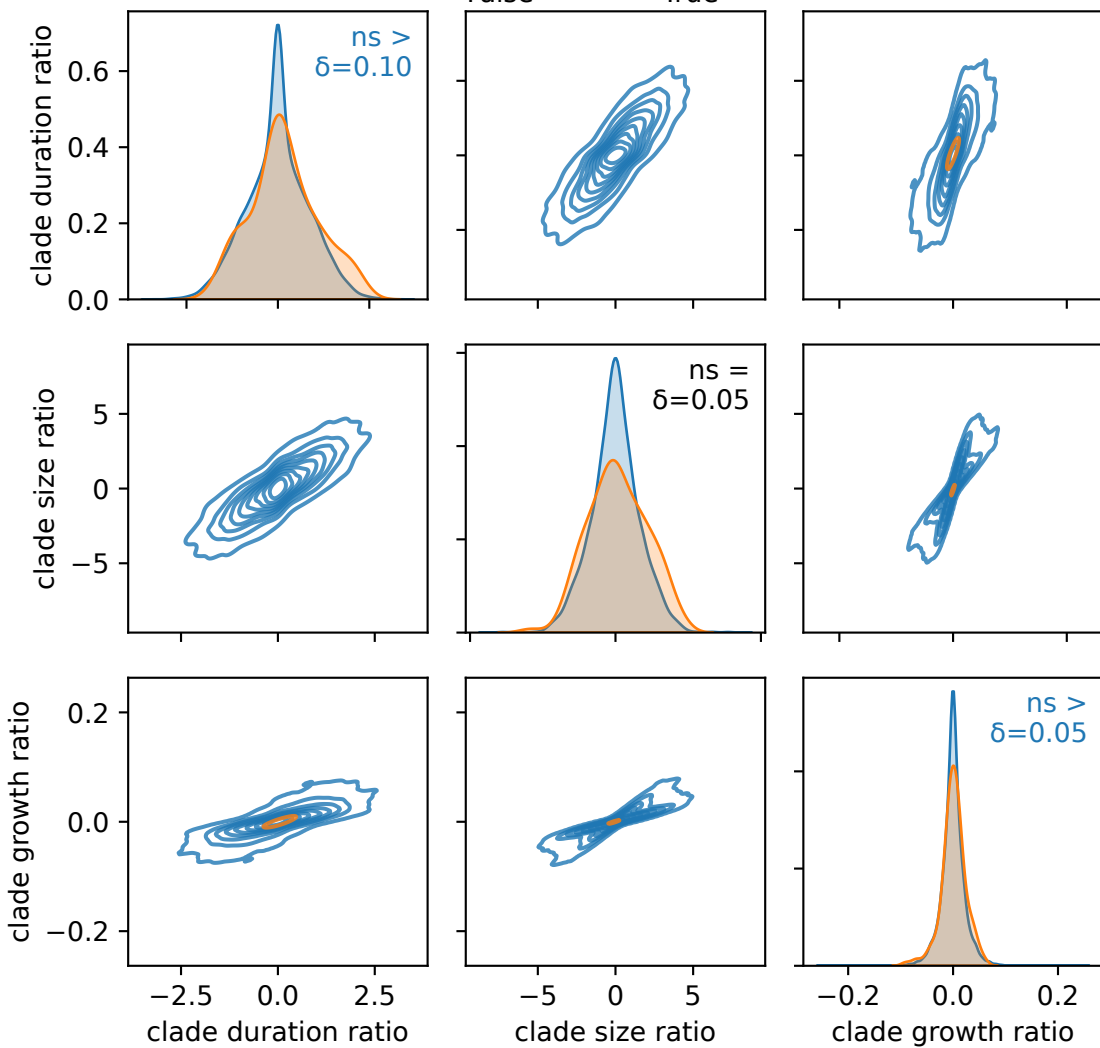 True
clade duration ratio
0.6
0.4
0.2
0.0
ns >
δ=0.10
clade size ratio
5
0
−5
ns =
δ=0.05
clade growth ratio
0.2
0.0
−0.2
ns >
δ=0.05
−2.5 0.0 2.5
−5 0 5
−0.2 0.0 0.2
clade duration ratio
clade size ratio
clade growth ratio